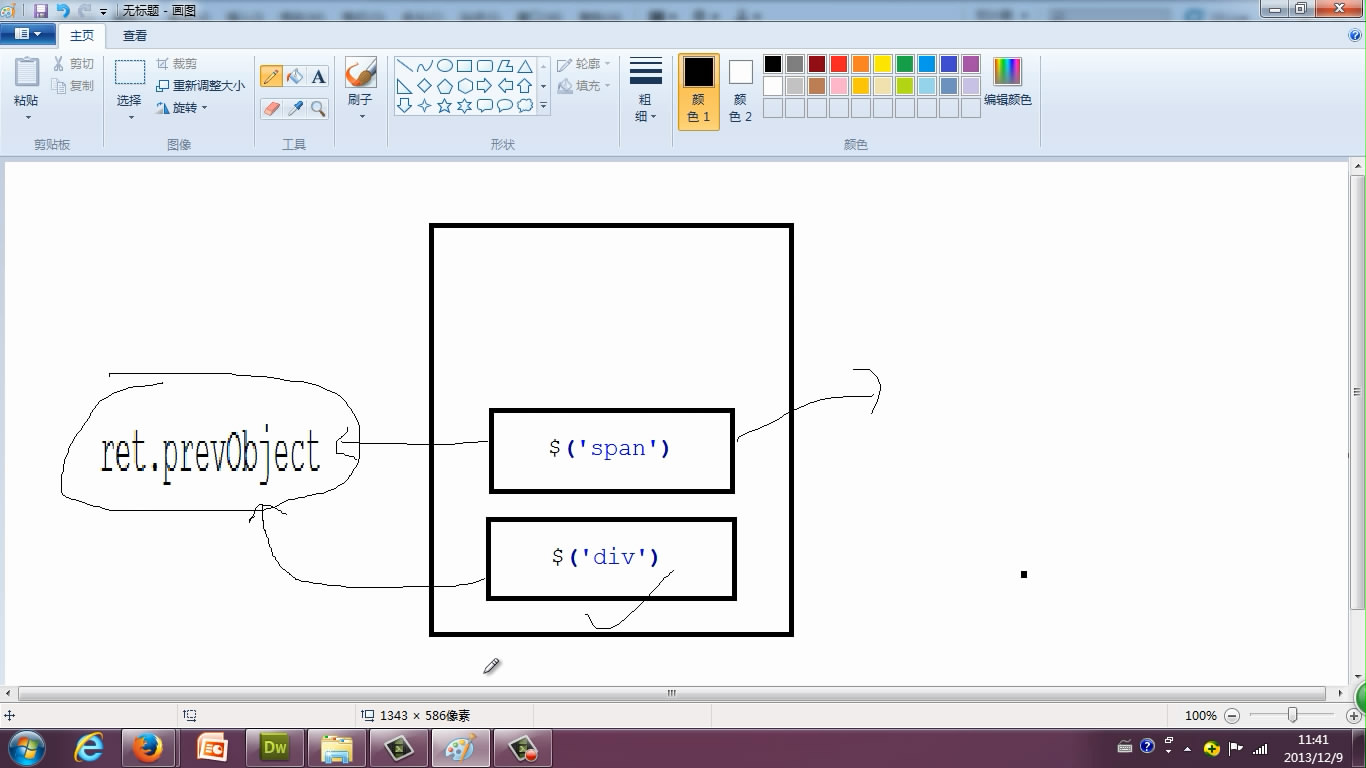 无标题 - 画图
主页
查看
粘贴
剪切
复制
选择
裁剪
重新调整大小
旋转
A
刷子
轮廓
填充
粗细
颜色 1
颜色 2
编辑颜色
剪贴板
图像
工具
形状
颜色
ret.prevObject
$('span')
$('div')
1343 × 586像素
100%
Dw
11:41
2013/12/9